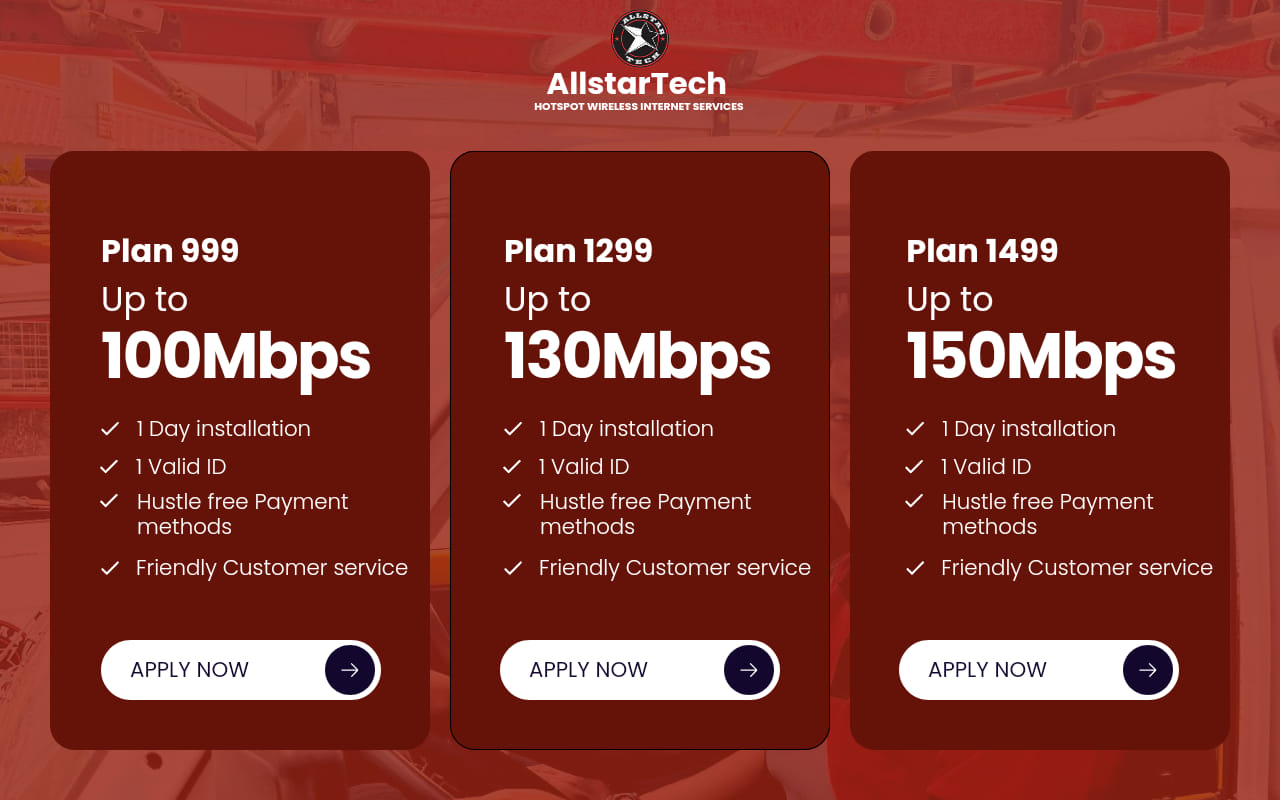 ALLSTAR
TECH
AllstarTech
HOTSPOT WIRELESS INTERNET SERVICES
Plan 999
Up to
100Mbps
1 Day installation
1 Valid ID
Hustle free Payment
methods
Friendly Customer service
APPLY NOW
Plan 1299
Up to
130Mbps
1 Day installation
1 Valid ID
Hustle free Payment
methods
Friendly Customer service
APPLY NOW
Plan 1499
Up to
150Mbps
1 Day installation
1 Valid ID
Hustle free Payment
methods
Friendly Customer service
APPLY NOW